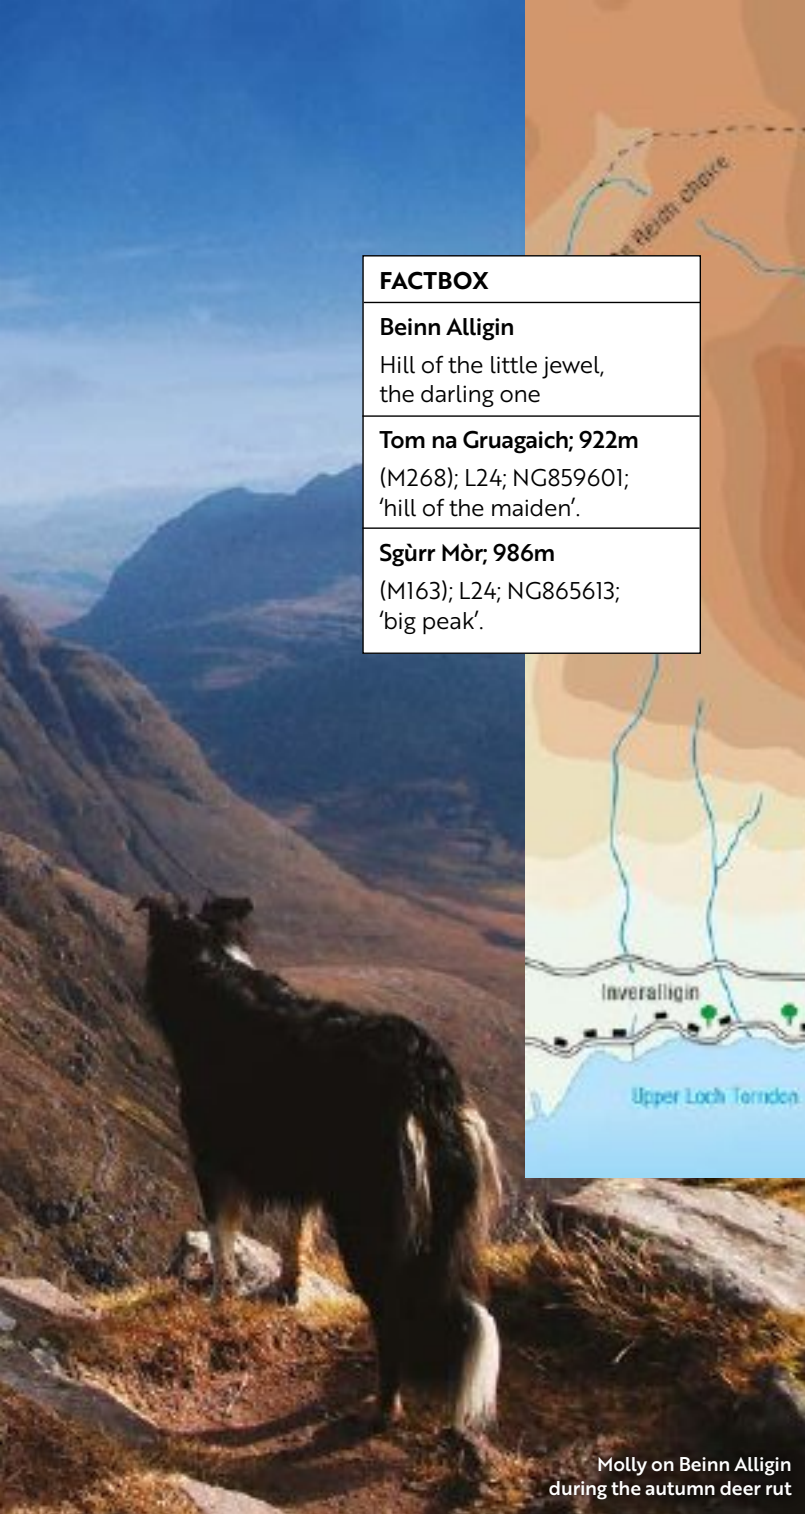 FACTBOX
Beinn Alligin
Hill of the little jewel,
the darling one
Tom na Gruagaich; 922m
(M268); L24; NG859601;
‘hill of the maiden’.
Sgùrr Mòr; 986m
(M163); L24; NG865613;
‘big peak’.
choire
Inveralligin
Upper Loch Torridon
Molly on Beinn Alligin
during the autumn deer rut